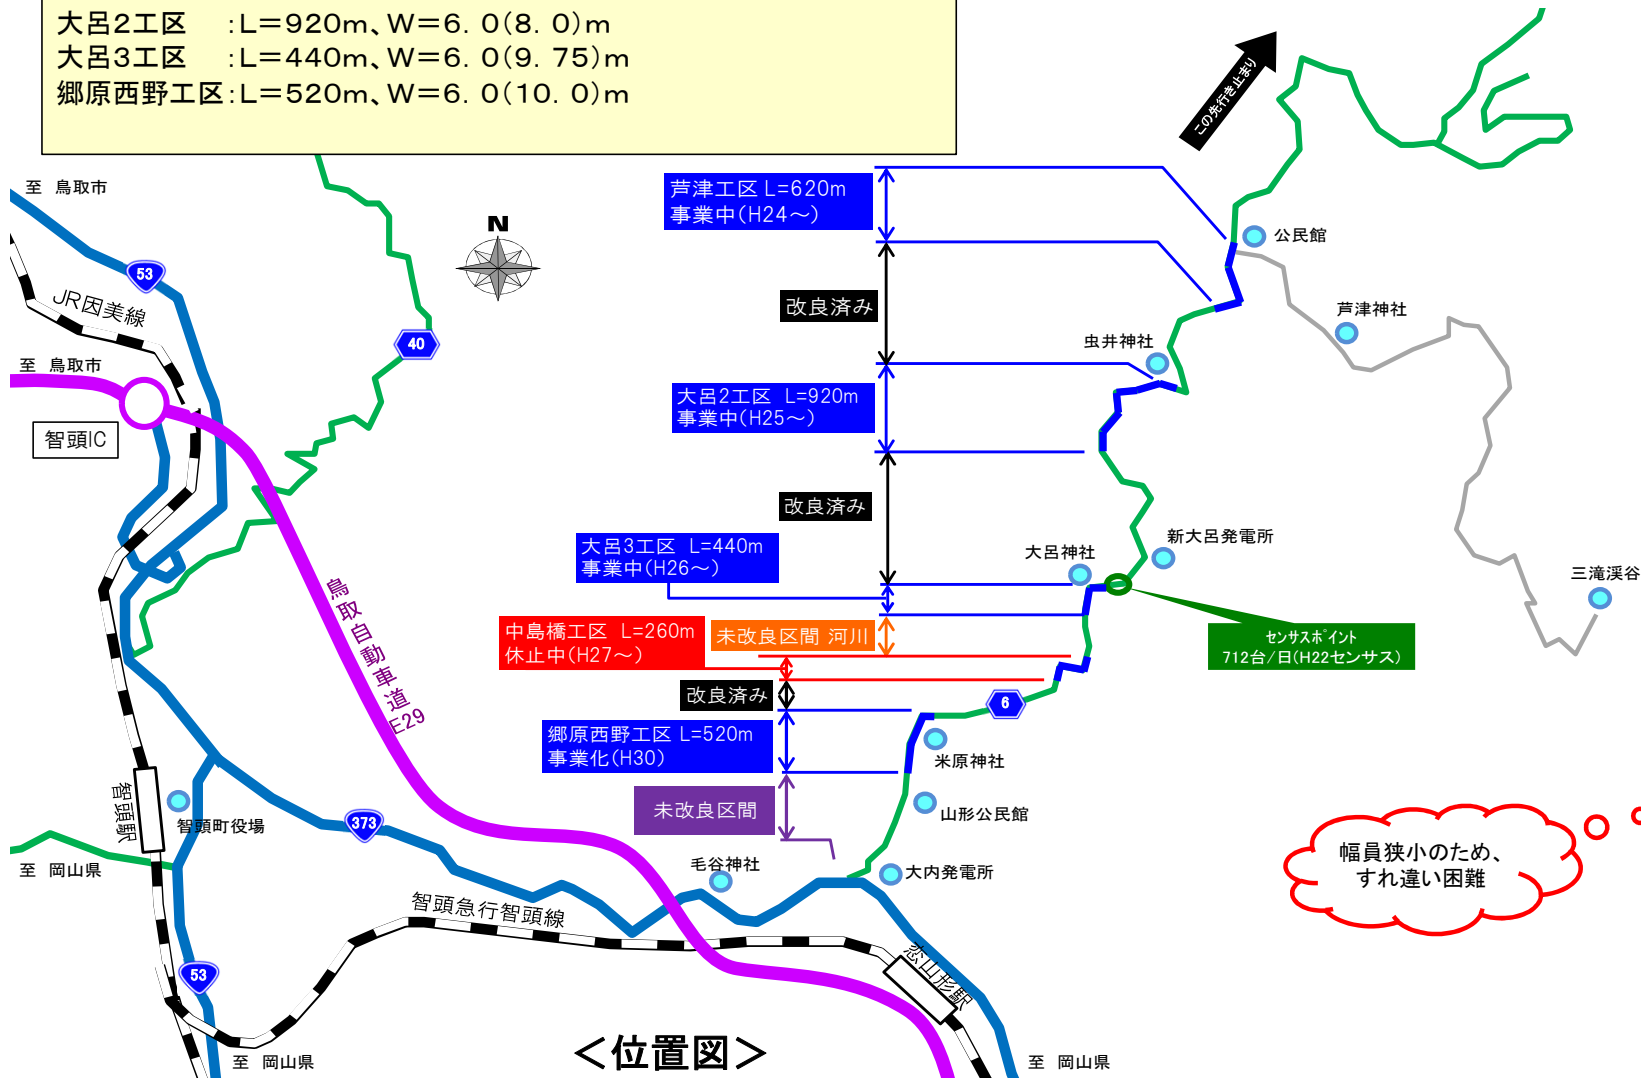 大呂2工区　:L=920m、W=6．0(8．0)m
大呂3工区　:L=440m、W=6．0(9．75)m
郷原西野工区:L=520m、W=6．0(10．0)m
この先行き止まり
至 鳥取市
N
芦津工区 L=620m
事業中(H24～)
公民館
53
JR因美線
改良済み
芦津神社
40
虫井神社
至 鳥取市
大呂2工区 L=920m
事業中(H25～)
智頭IC
改良済み
新大呂発電所
大呂3工区 L=440m
事業中(H26～)
大呂神社
三滝渓谷
鳥取自動車道
E29
中島橋工区 L=260m
休止中(H27～)
未改良区間 河川
センサスポイント
712台/日(H22センサス)
改良済み
6
郷原西野工区 L=520m
事業化(H30)
米原神社
智頭駅
智頭町役場
373
未改良区間
山形公民館
至 岡山県
毛谷神社
大内発電所
幅員狭小のため、
すれ違い困難
智頭急行智頭線
恋山形駅
53
＜位置図＞
至 岡山県
至 岡山県